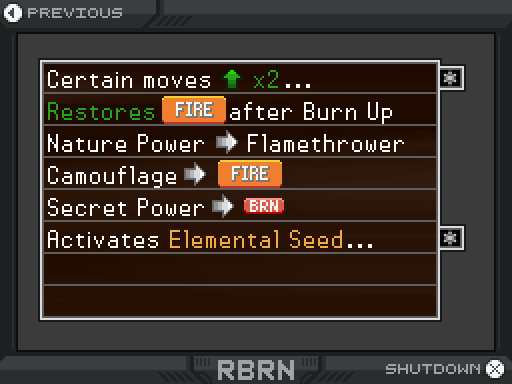 PREVIOUS
Certain moves x2...
Restores FIRE after Burn Up
Nature Power Flamethrower
Camouflage FIRE
Secret Power BRN
Activates Elemental Seed...
RBRN
SHUTDOWN